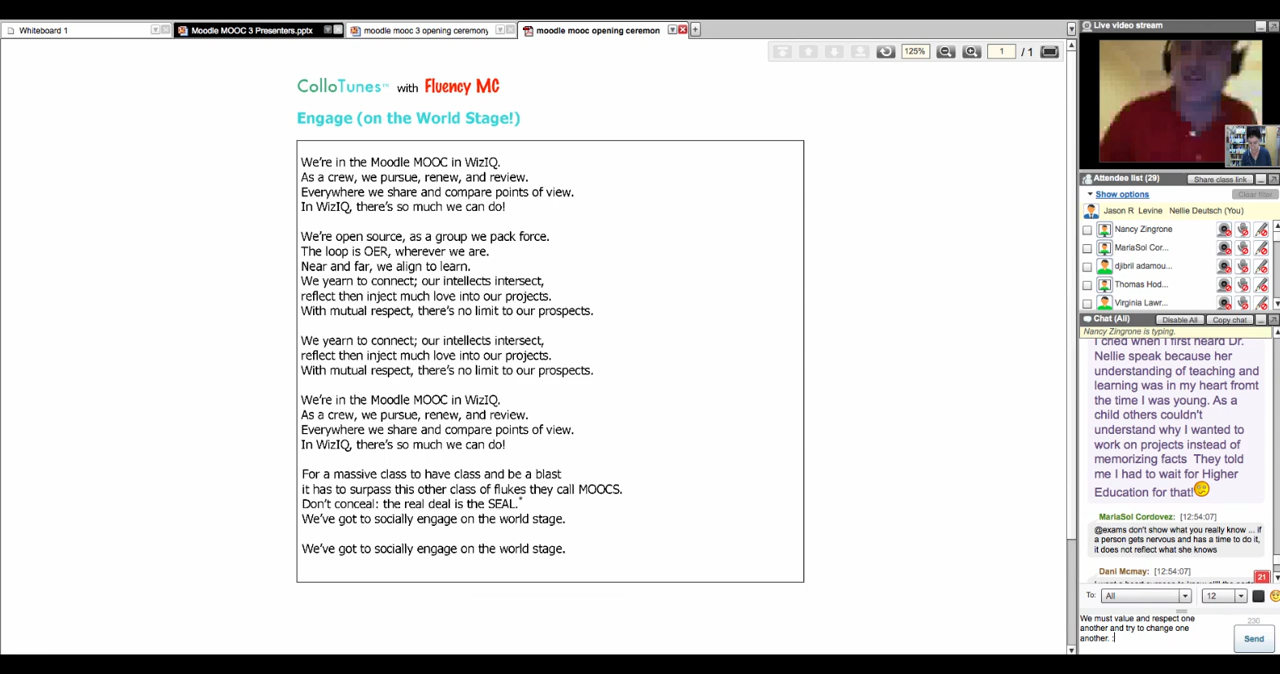 Whiteboard 1
Moodle MOOC 3 Presenters.pptx
moodle mooc 3 opening ceremony
moodle mooc opening ceremon
125%
1 / 1
ColloTunes™ with Fluency MC
Engage (on the World Stage!)
We're in the Moodle MOOC in WizIQ.
As a crew, we pursue, renew, and review.
Everywhere we share and compare points of view.
In WizIQ, there's so much we can do!
We're open source, as a group we pack force.
The loop is OER, wherever we are.
Near and far, we align to learn.
We yearn to connect; our intellects intersect,
reflect then inject much love into our projects.
With mutual respect, there's no limit to our prospects.
We yearn to connect; our intellects intersect,
reflect then inject much love into our projects.
With mutual respect, there's no limit to our prospects.
We're in the Moodle MOOC in WizIQ.
As a crew, we pursue, renew, and review.
Everywhere we share and compare points of view.
In WizIQ, there's so much we can do!
For a massive class to have class and be a blast
it has to surpass this other class of flukes they call MOOCS.
Don't conceal: the real deal is the SEAL.*
We've got to socially engage on the world stage.
We've got to socially engage on the world stage.
Live video stream
Attendee list (29)
Share class link
Show options
Clear filter
Jason R Levine Nellie Deutsch (You)
Nancy Zingrone
MariaSol Cor...
djibril adamou...
Thomas Hod...
Virginia Lawr...
Chat (All)
Disable All
Copy chat
Nancy Zingrone is typing.
I cried when I first heard Dr.
Nellie speak because her
understanding of teaching and
learning was in my heart fromt
the time I was young. As a
child others couldn't
understand why I wanted to
work on projects instead of
memorizing facts They told
me I had to wait for Higher
Education for that!
MariaSol Cordovez: [12:54:07]
@exams don't show what you really know ... if
a person gets nervous and has a time to do it,
it does not reflect what she knows
Dani Mcmay: [12:54:07]
21
To: All
12
We must value and respect one
another and try to change one
another. :
230
Send